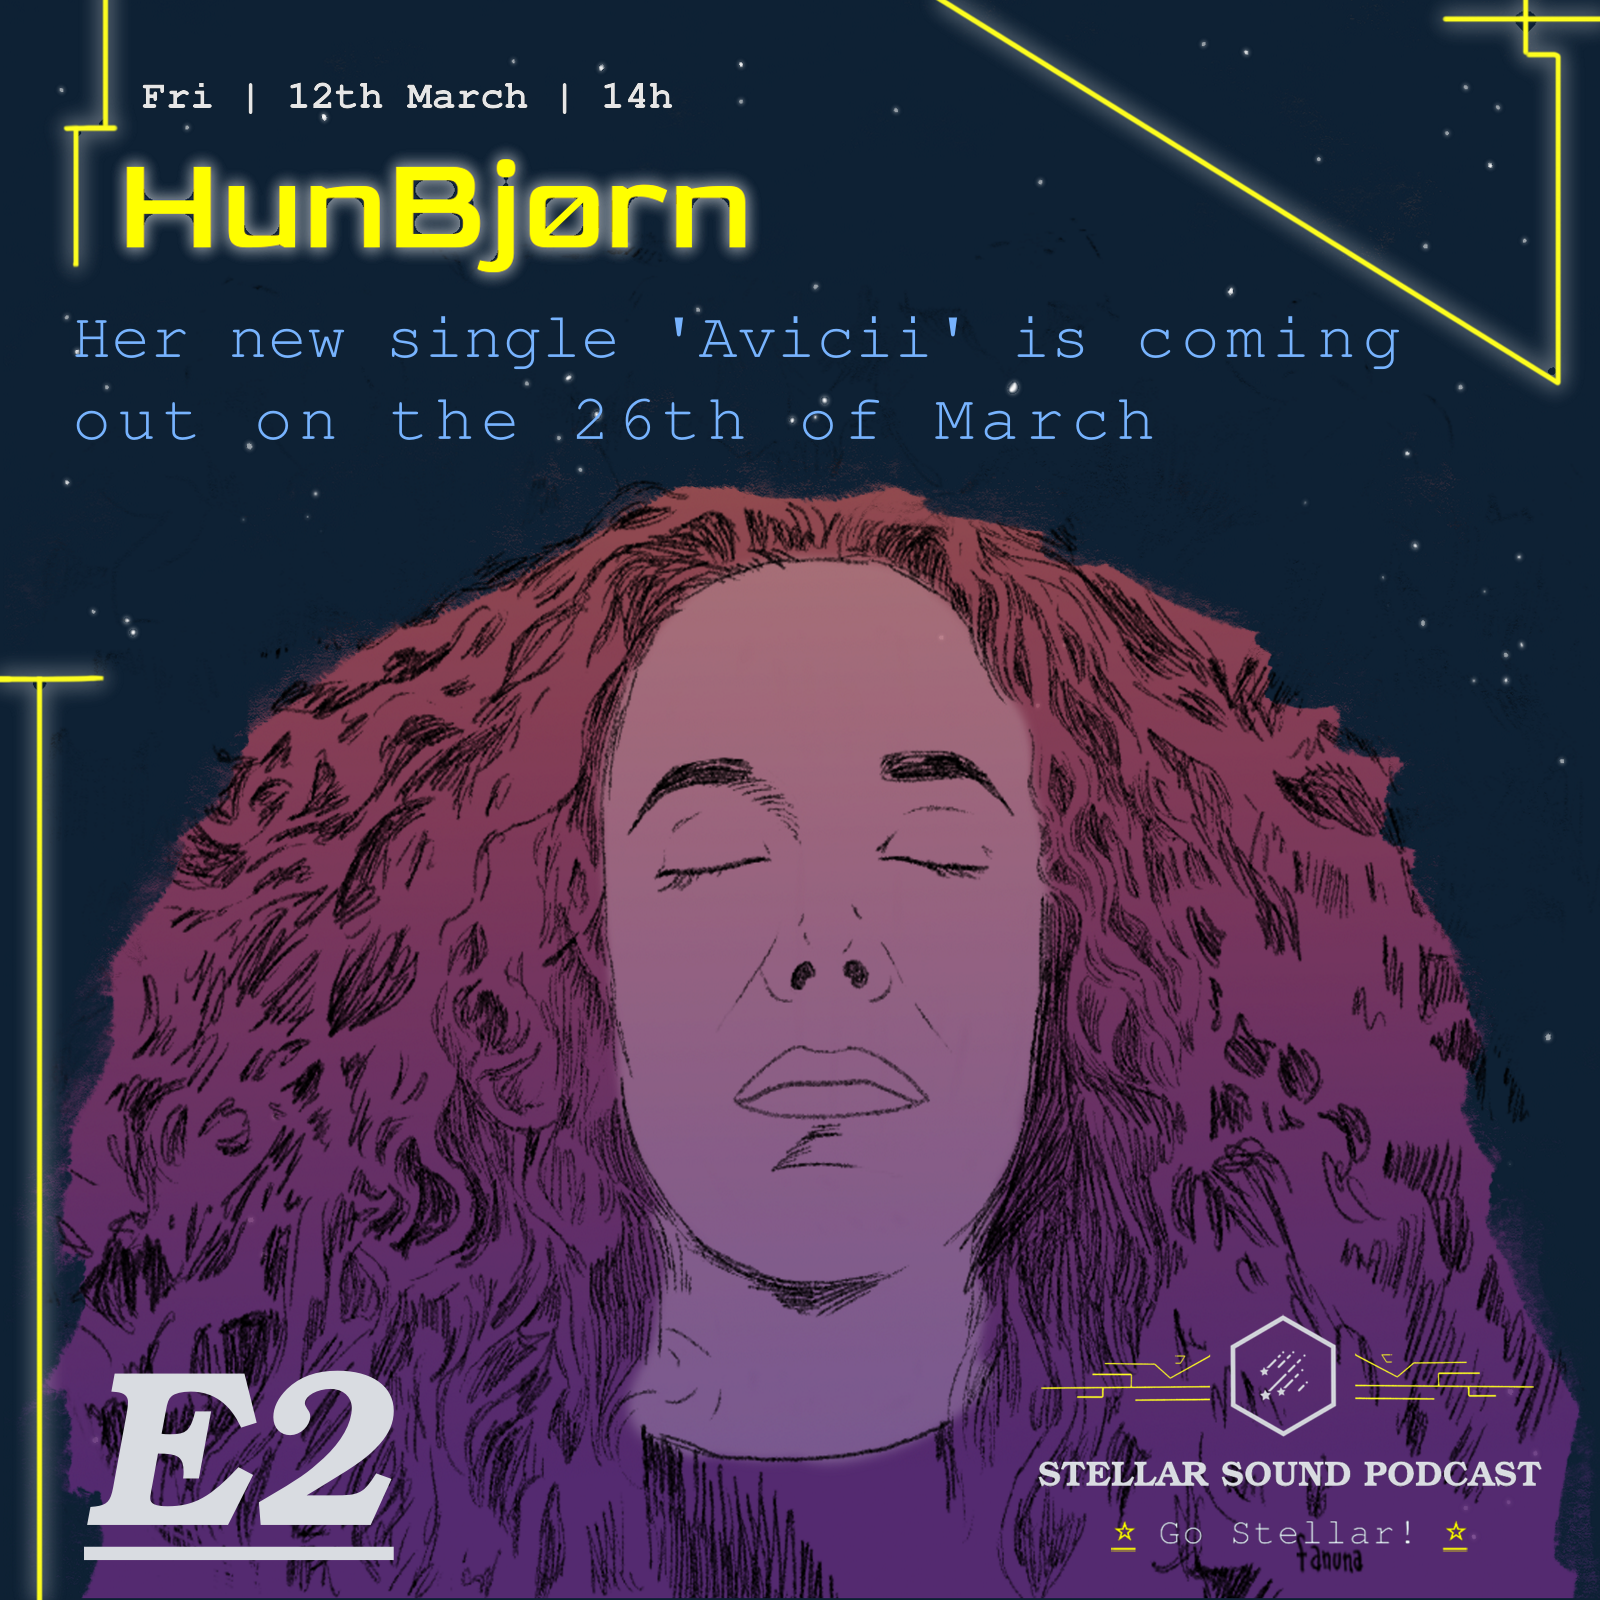 Fri | 12th March | 14h
HunBjørn
Her new single 'Avicii' is coming
out on the 26th of March
E2
STELLAR SOUND PODCAST
Go Stellar!
fanuna